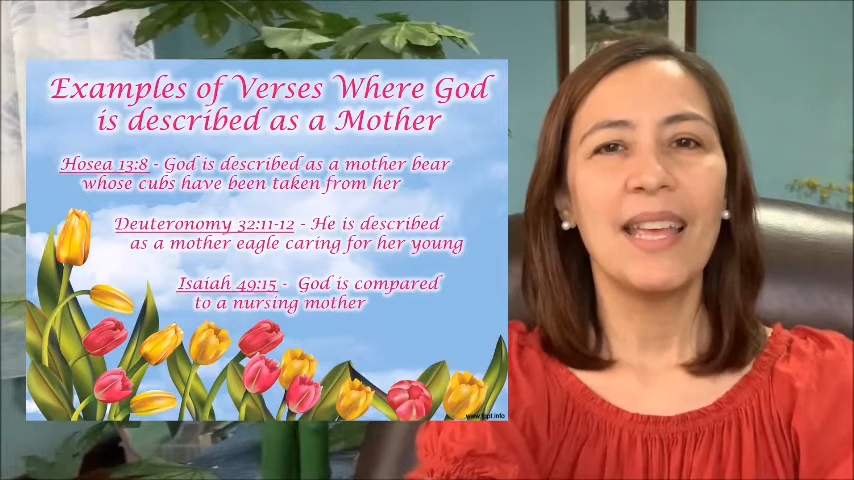 Examples of Verses Where God
is described as a Mother
Hosea 13:8 - God is described as a mother bear
whose cubs have been taken from her
Deuteronomy 32:11-12 - He is described
as a mother eagle caring for her young
Isaiah 49:15 - God is compared
to a nursing mother
www.fppt.info